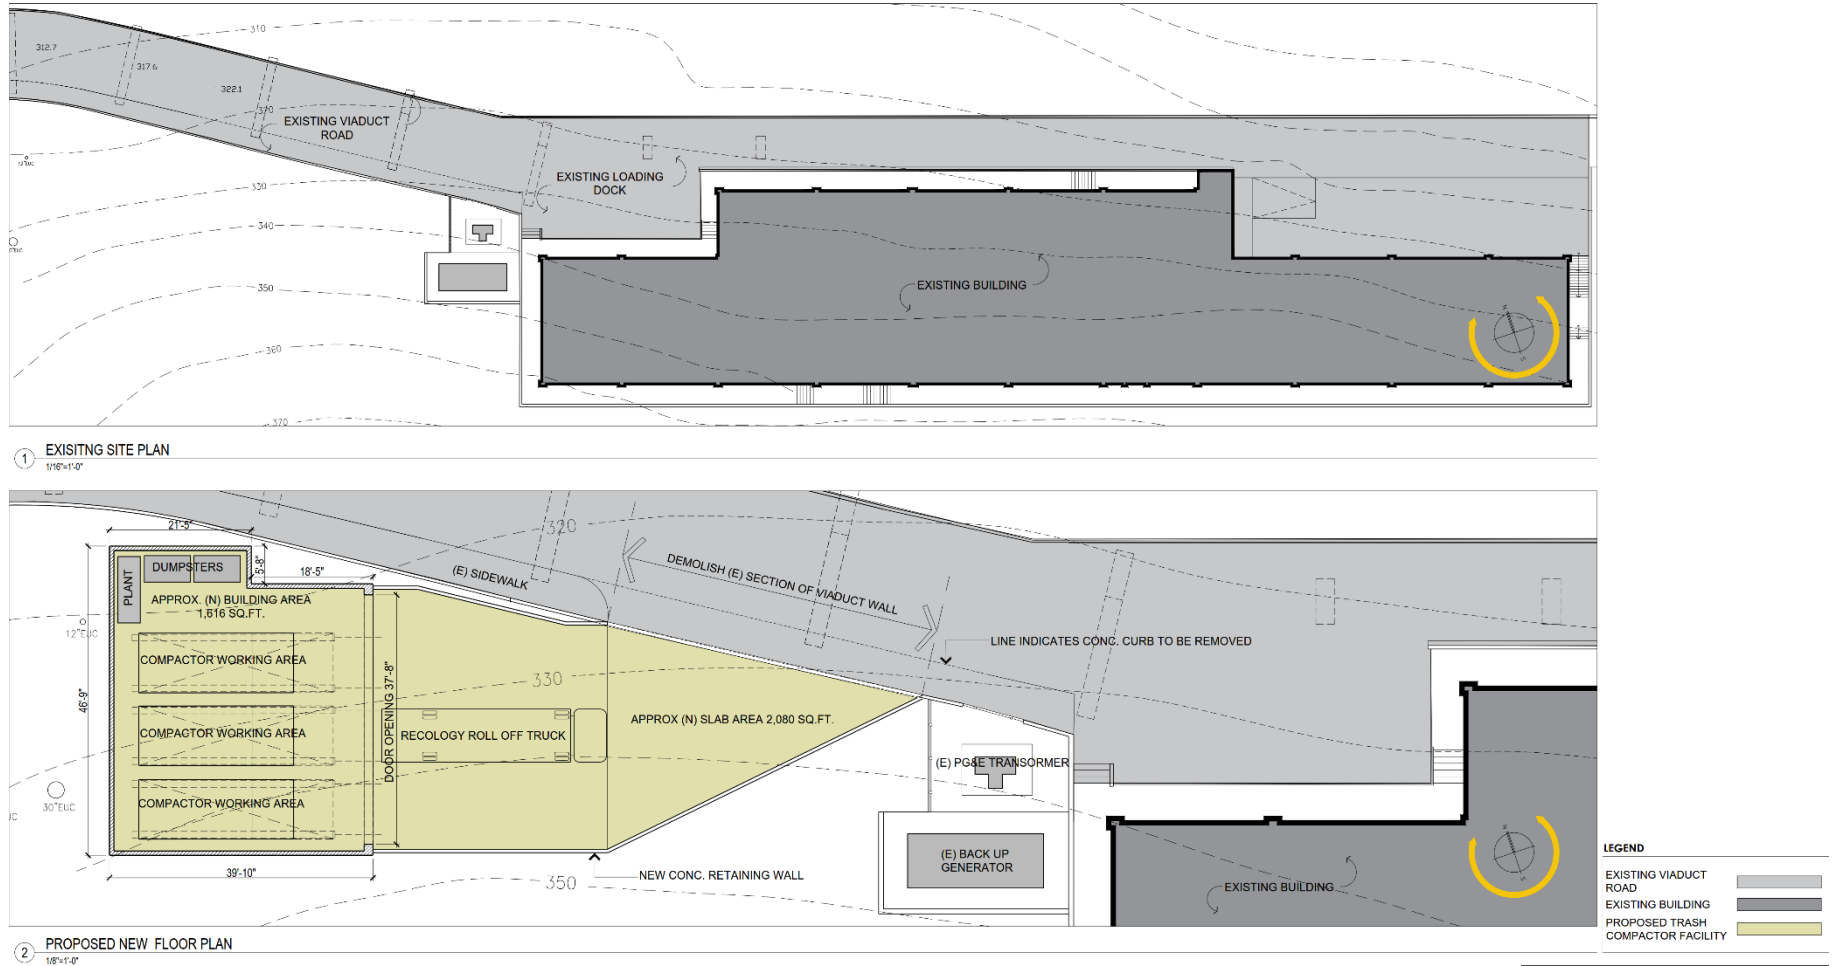 310
312.7
317.6
322.1
320
EXISTING VIADUCT
ROAD
12"EUC
EXISTING LOADING
DOCK
330
340
350
EXISTING BUILDING
N
S
360
370
1
EXISITNG SITE PLAN
1/16"=1'-0"
21'-5"
5'-8"
18'-5"
320
DEMOLISH (E) SECTION OF VIADUCT WALL
(E) SIDEWALK
DUMPSTERS
PLANT
APPROX. (N) BUILDING AREA
1,616 SQ.FT.
12"EUC
LINE INDICATES CONC. CURB TO BE REMOVED
COMPACTOR WORKING AREA
330
46'-9"
DOOR OPENING 37'-8"
APPROX (N) SLAB AREA 2,080 SQ.FT.
COMPACTOR WORKING AREA
RECOLOGY ROLL OFF TRUCK
(E) PG&E TRANSORMER
30"EUC
COMPACTOR WORKING AREA
(E) BACK UP
GENERATOR
39'-10"
NEW CONC. RETAINING WALL
350
EXISTING BUILDING
N
S
LEGEND
EXISTING VIADUCT
ROAD
EXISTING BUILDING
PROPOSED TRASH
COMPACTOR FACILITY
2
PROPOSED NEW FLOOR PLAN
1/8"=1'-0"